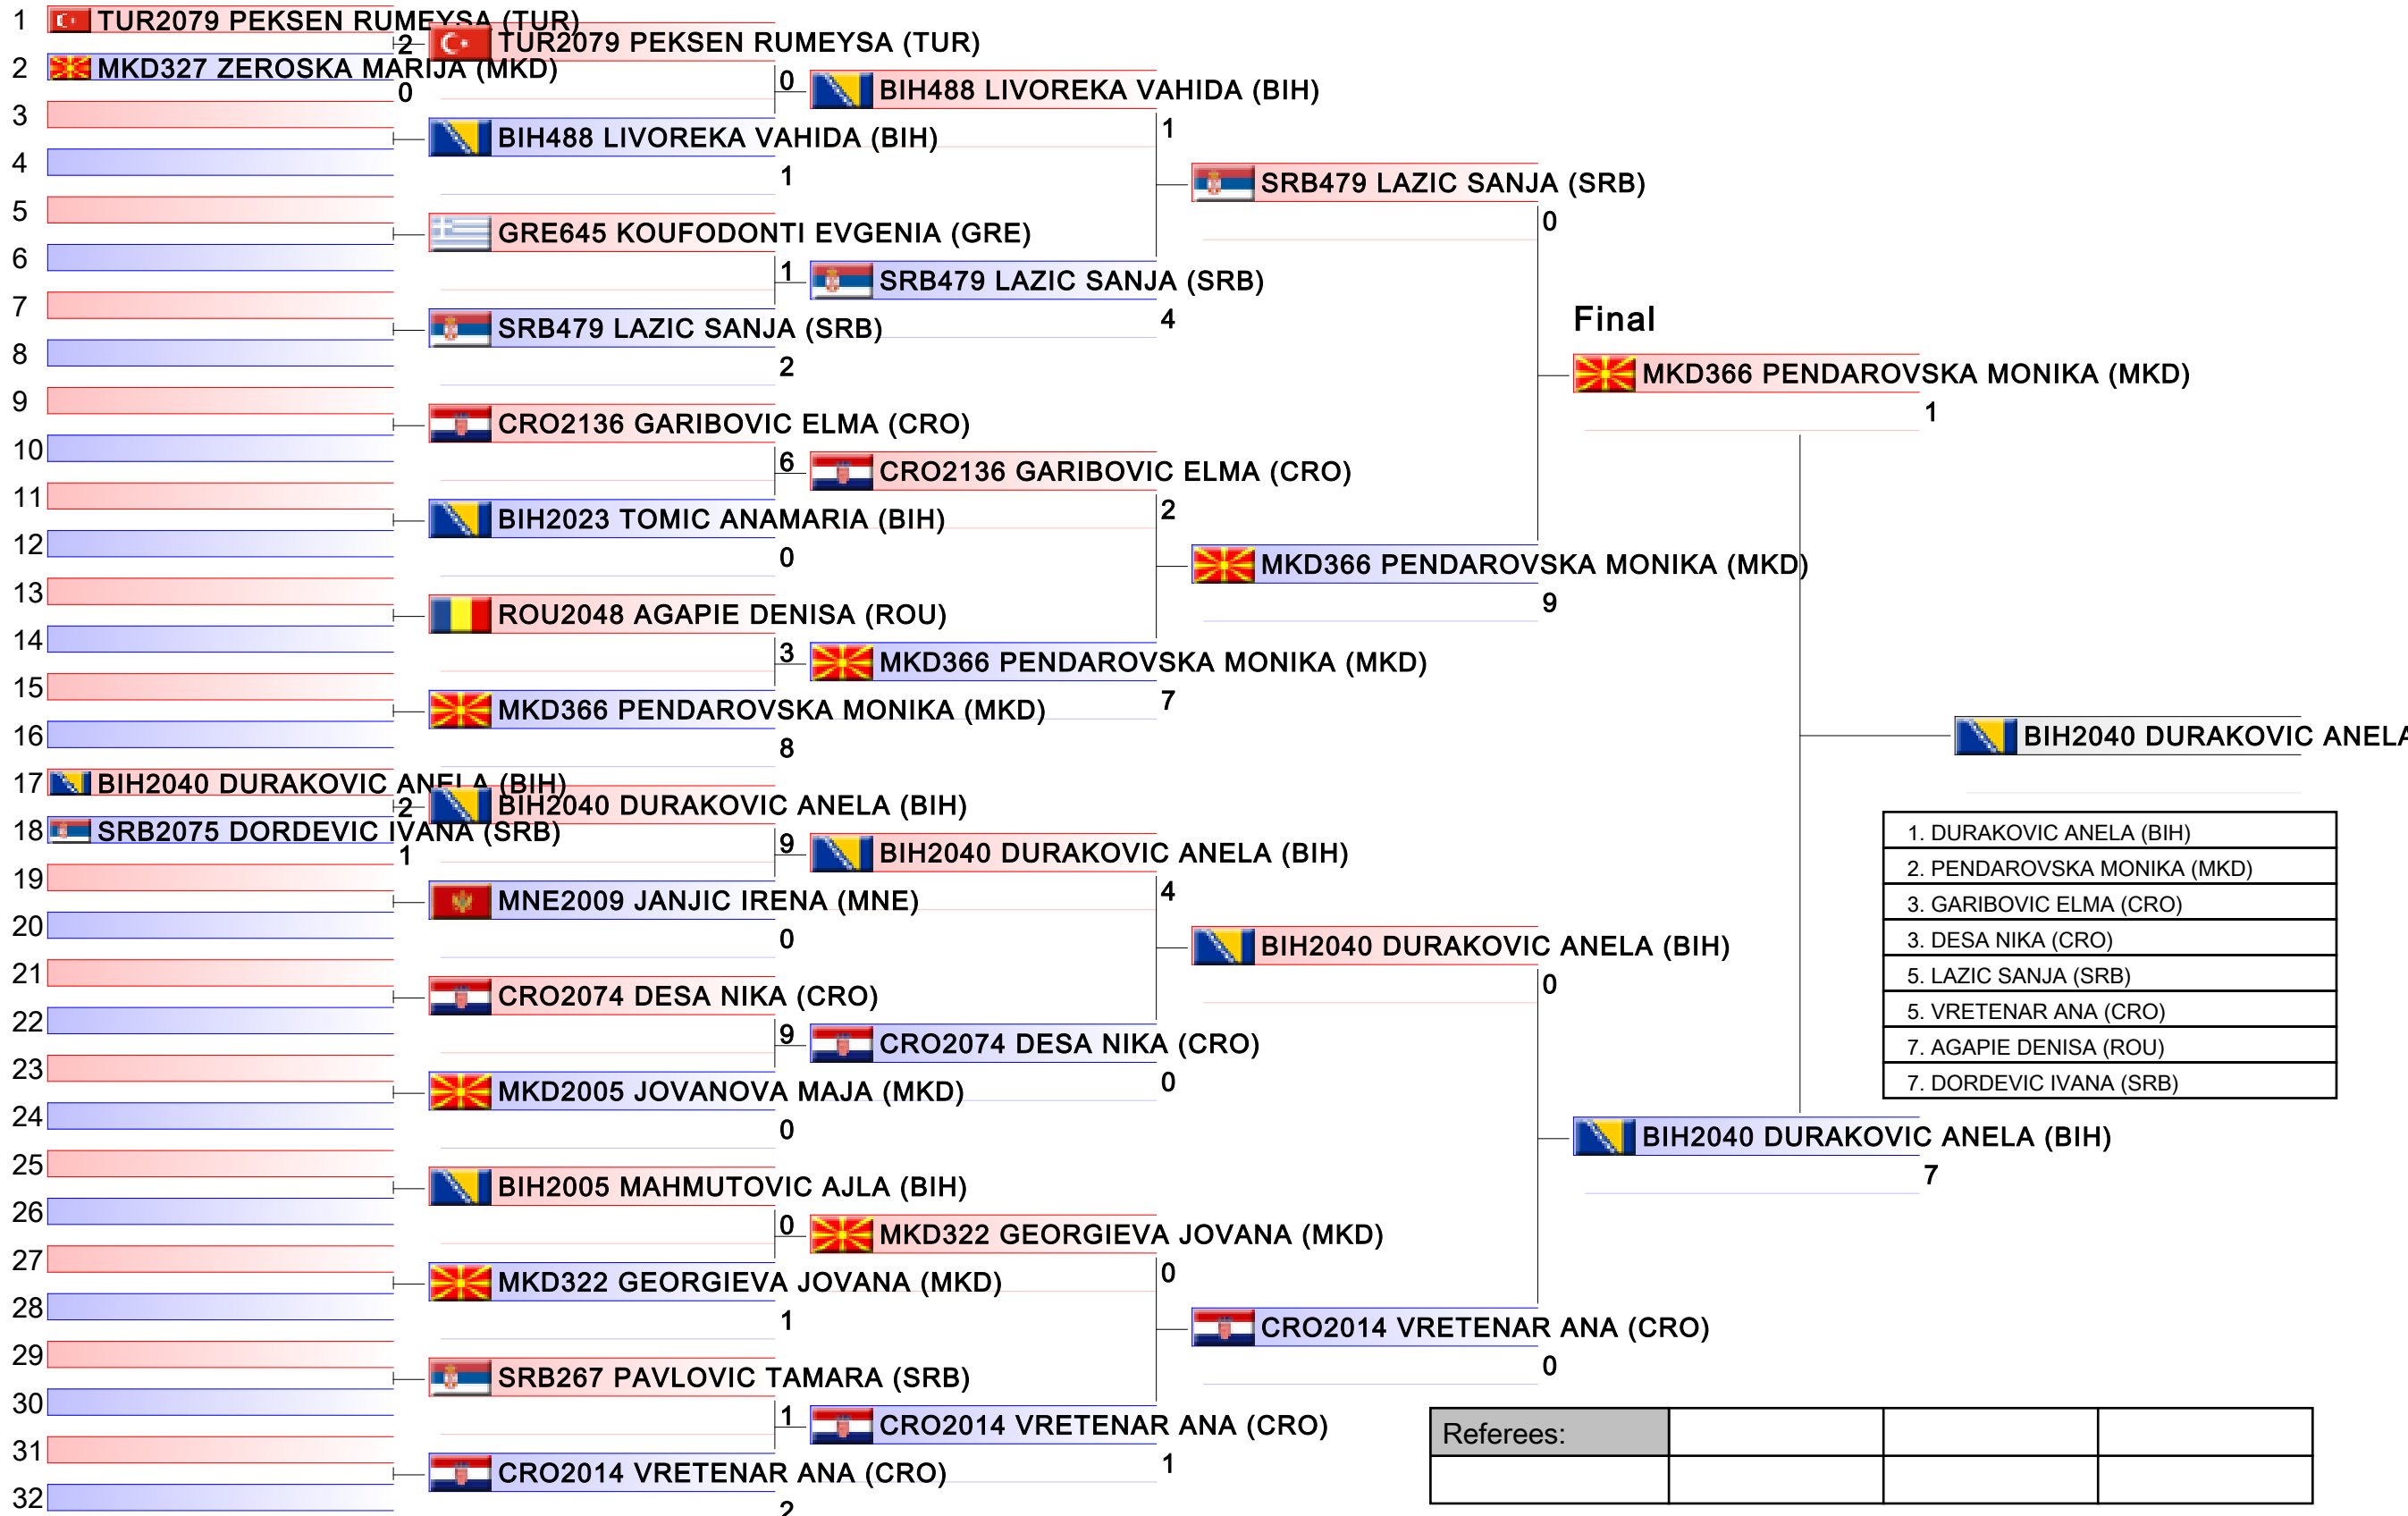 1 TUR2079 PEKSEN RUMEYSA (TUR)
2 TUR2079 PEKSEN RUMEYSA (TUR)
2 MKD327 ZEROSKA MARIJA (MKD)
0
0 BIH488 LIVOREKA VAHIDA (BIH)
3
1
4 BIH488 LIVOREKA VAHIDA (BIH)
1
SRB479 LAZIC SANJA (SRB)
5
0
GRE645 KOUFODONTI EVGENIA (GRE)
6
1 SRB479 LAZIC SANJA (SRB)
7
4
Final
SRB479 LAZIC SANJA (SRB)
8
2
MKD366 PENDAROVSKA MONIKA (MKD)
9
1
CRO2136 GARIBOVIC ELMA (CRO)
10
6 CRO2136 GARIBOVIC ELMA (CRO)
11
2
BIH2023 TOMIC ANAMARIA (BIH)
12
0
MKD366 PENDAROVSKA MONIKA (MKD)
13
9
ROU2048 AGAPIE DENISA (ROU)
14
3 MKD366 PENDAROVSKA MONIKA (MKD)
15
7
MKD366 PENDAROVSKA MONIKA (MKD)
16
8
BIH2040 DURAKOVIC ANELA
17 BIH2040 DURAKOVIC ANELA (BIH)
2 BIH2040 DURAKOVIC ANELA (BIH)
18 SRB2075 DORDEVIC IVANA (SRB)
1
9 BIH2040 DURAKOVIC ANELA (BIH)
19
4
MNE2009 JANJIC IRENA (MNE)
20
0
BIH2040 DURAKOVIC ANELA (BIH)
21
0
CRO2074 DESA NIKA (CRO)
22
9 CRO2074 DESA NIKA (CRO)
23
0
MKD2005 JOVANOVA MAJA (MKD)
24
0
BIH2040 DURAKOVIC ANELA (BIH)
25
7
BIH2005 MAHMUTOVIC AJLA (BIH)
26
0 MKD322 GEORGIEVA JOVANA (MKD)
27
0
MKD322 GEORGIEVA JOVANA (MKD)
28
1
CRO2014 VRETENAR ANA (CRO)
29
0
SRB267 PAVLOVIC TAMARA (SRB)
30
1 CRO2014 VRETENAR ANA (CRO)
31
1
CRO2014 VRETENAR ANA (CRO)
32
2
1. DURAKOVIC ANELA (BIH)
2. PENDAROVSKA MONIKA (MKD)
3. GARIBOVIC ELMA (CRO)
3. DESA NIKA (CRO)
5. LAZIC SANJA (SRB)
5. VRETENAR ANA (CRO)
7. AGAPIE DENISA (ROU)
7. DORDEVIC IVANA (SRB)
Referees: